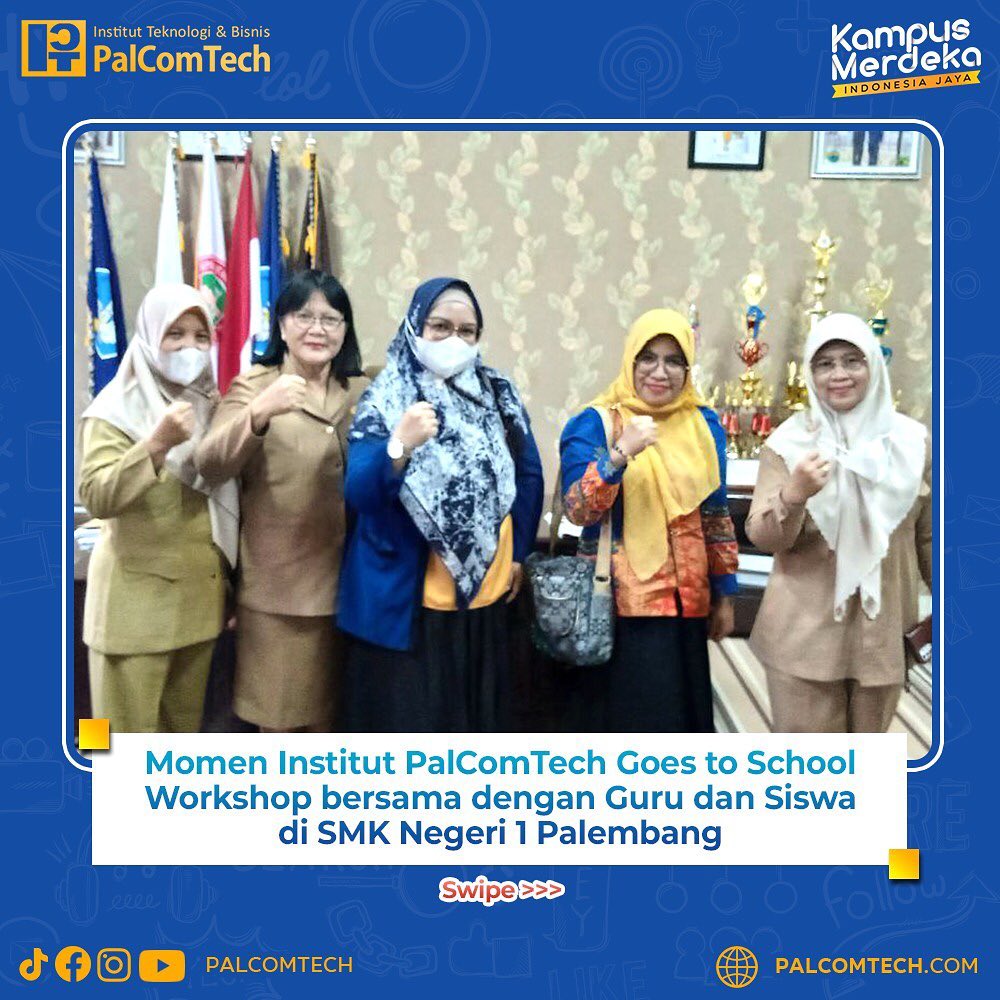 Institut Teknologi & Bisnis
PalComTech
Kampus
Merdeka
INDONESIA JAYA
Momen Institut PalComTech Goes to School
Workshop bersama dengan Guru dan Siswa
di SMK Negeri 1 Palembang
Swipe >>>
PALCOMTECH
PALCOMTECH.COM